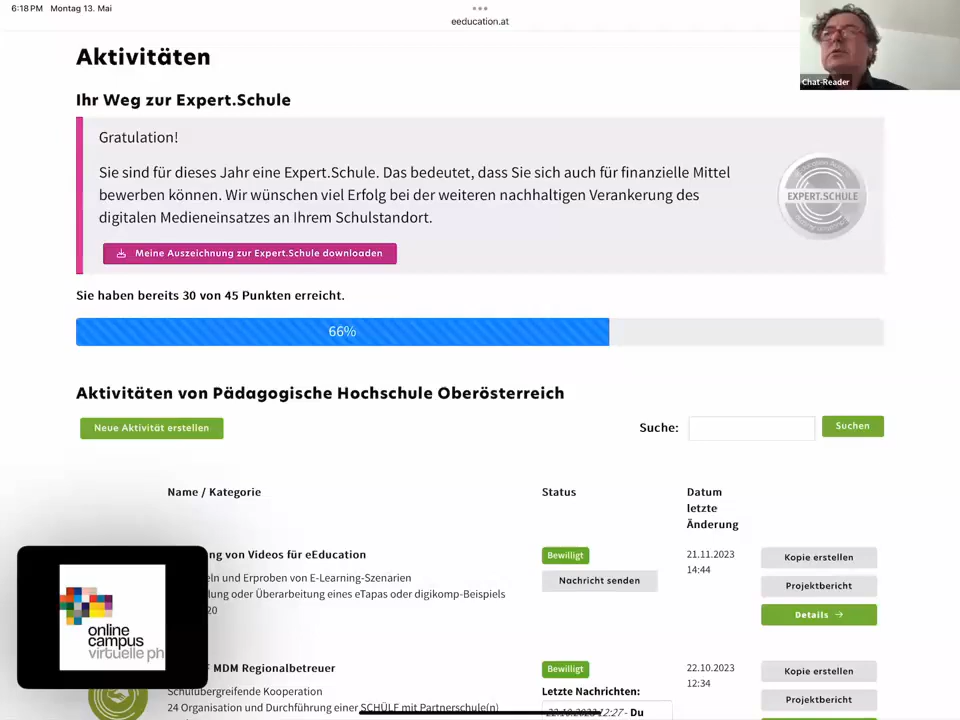 6:18 PM Montag 13. Mai
eeducation.at
Chat-Reader
Aktivitäten
Ihr Weg zur Expert.Schule
Gratulation!
Sie sind für dieses Jahr eine Expert.Schule. Das bedeutet, dass Sie sich auch für finanzielle Mittel
bewerben können. Wir wünschen viel Erfolg bei der weiteren nachhaltigen Verankerung des
digitalen Medieneinsatzes an Ihrem Schulstandort.
EXPERT.SCHULE
Meine Auszeichnung zur Expert.Schule downloaden
Sie haben bereits 30 von 45 Punkten erreicht.
66%
Aktivitäten von Pädagogische Hochschule Oberösterreich
Neue Aktivität erstellen
Suche:
Suchen
Name / Kategorie
Status
Datum
letzte
Änderung
ng von Videos für eEducation
eln und Erproben von E-Learning-Szenarien
lung oder Überarbeitung eines eTapas oder digikomp-Beispiels
20
Bewilligt
Nachricht senden
21.11.2023
14:44
Kopie erstellen
Projektbericht
Details →
online
campus
virtuelle ph
MDM Regionalbetreuer
Schulübergreifende Kooperation
24 Organisation und Durchführung einer SCHÜLF mit Partnerschule(n)
Bewilligt
Letzte Nachrichten:
22.10.2023 12:27 - Du
22.10.2023
12:34
Kopie erstellen
Projektbericht